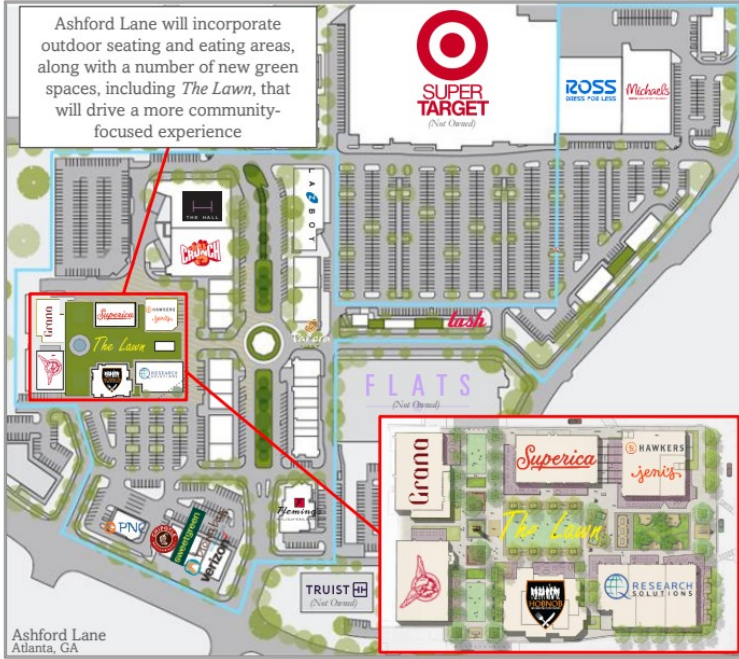 Ashford Lane will incorporate
outdoor seating and eating areas,
along with a number of new green
spaces, including The Lawn, that
will drive a more community-
focused experience
SUPER
TARGET
(Not Owned)
ROSS
DRESS FOR LESS
Michaels
THE HALL
CRUNCH
LA Z BOY
Grana
Superica
HAWKERS
jeni's
The Lawn
HOBNOB
RESEARCH
SOLUTIONS
lush
FLATS
(Not Owned)
PNC
CHIPOTLE
sweetgreen
verizon
Fleming's
TRUIST
(Not Owned)
Grana
Superica
HAWKERS
jeni's
The Lawn
HOBNOB
RESEARCH
SOLUTIONS
Ashford Lane
Atlanta, GA